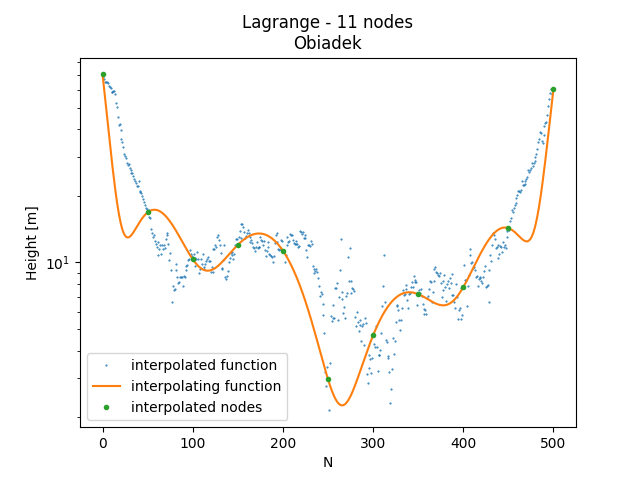 Lagrange - 11 nodes
Obiadek
Height [m]
10¹
interpolated function
interpolating function
interpolated nodes
0 100 200 300 400 500
N